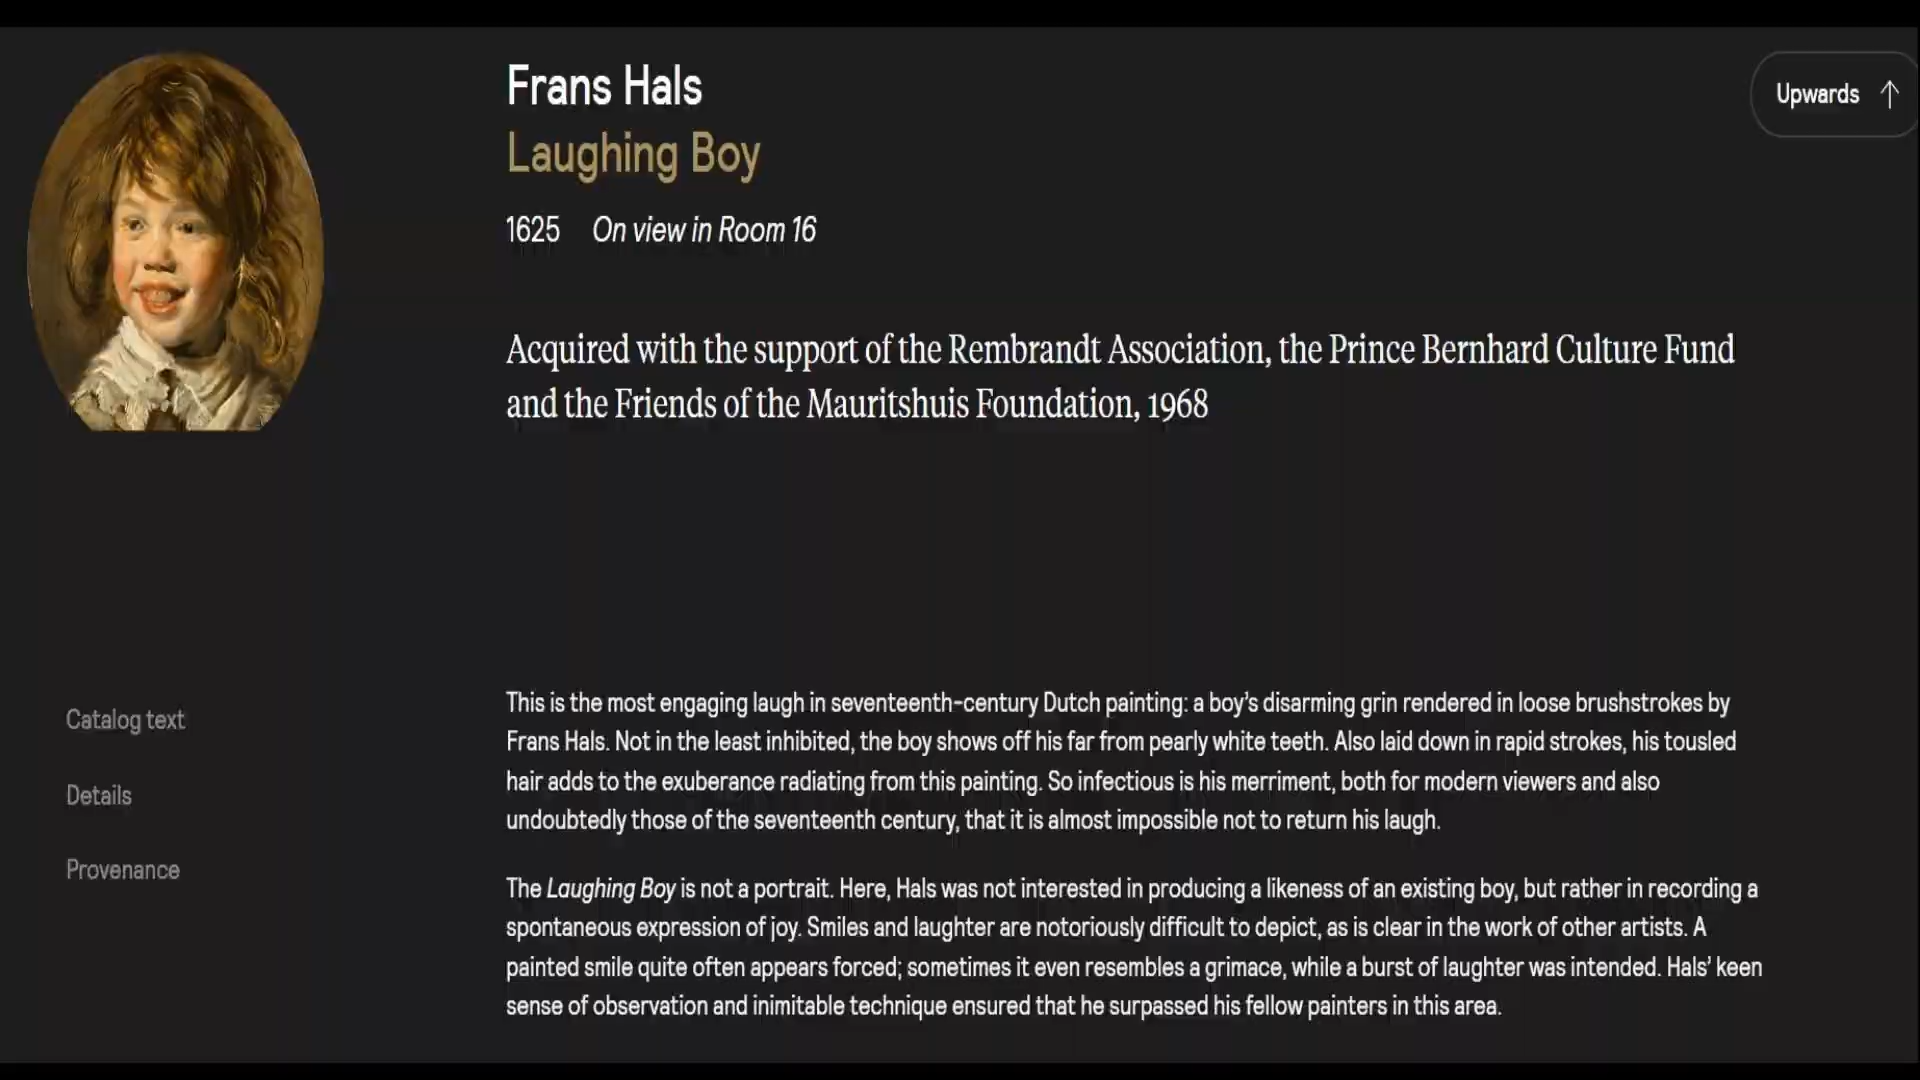 Frans Hals
Upwards ↑
Laughing Boy
1625 On view in Room 16
Acquired with the support of the Rembrandt Association, the Prince Bernhard Culture Fund
and the Friends of the Mauritshuis Foundation, 1968
Catalog text
Details
Provenance
This is the most engaging laugh in seventeenth-century Dutch painting: a boy’s disarming grin rendered in loose brushstrokes by
Frans Hals. Not in the least inhibited, the boy shows off his far from pearly white teeth. Also laid down in rapid strokes, his tousled
hair adds to the exuberance radiating from this painting. So infectious is his merriment, both for modern viewers and also
undoubtedly those of the seventeenth century, that it is almost impossible not to return his laugh.
The Laughing Boy is not a portrait. Here, Hals was not interested in producing a likeness of an existing boy, but rather in recording a
spontaneous expression of joy. Smiles and laughter are notoriously difficult to depict, as is clear in the work of other artists. A
painted smile quite often appears forced; sometimes it even resembles a grimace, while a burst of laughter was intended. Hals’ keen
sense of observation and inimitable technique ensured that he surpassed his fellow painters in this area.